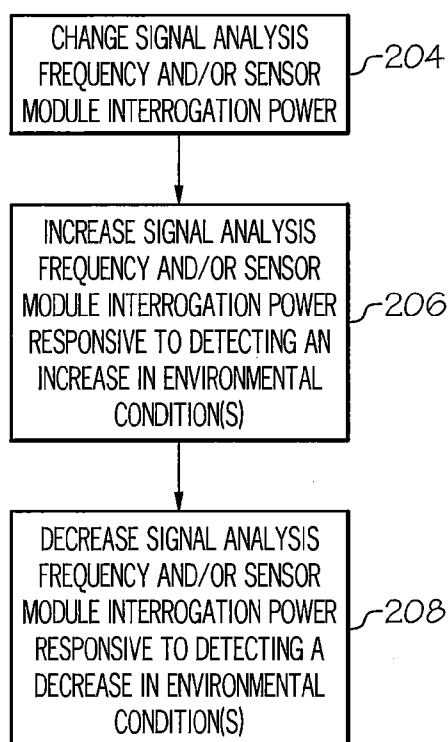 CHANGE SIGNAL ANALYSIS
FREQUENCY AND/OR SENSOR
MODULE INTERROGATION POWER
204
INCREASE SIGNAL ANALYSIS
FREQUENCY AND/OR SENSOR
MODULE INTERROGATION POWER
RESPONSIVE TO DETECTING AN
INCREASE IN ENVIRONMENTAL
CONDITION(S)
206
DECREASE SIGNAL ANALYSIS
FREQUENCY AND/OR SENSOR
MODULE INTERROGATION POWER
RESPONSIVE TO DETECTING A
DECREASE IN ENVIRONMENTAL
CONDITION(S)
208